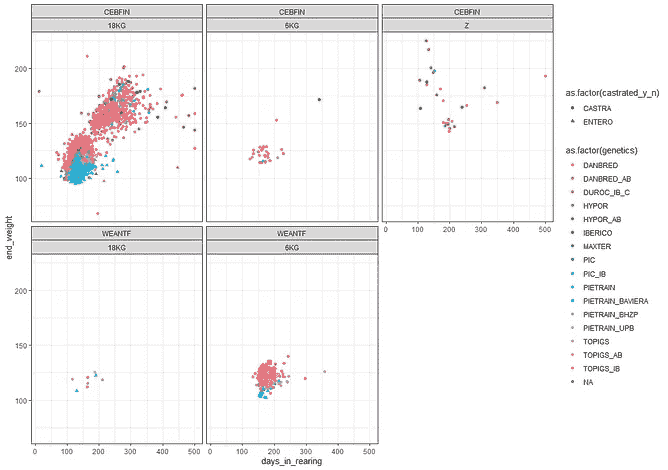 CEBFIN CEBFIN CEBFIN
18KG 6KG Z
200
150
100
WEANTF WEANTF
18KG 6KG
200
150
100
0 100 200 300 400 500 0 100 200 300 400 500 0 100 200 300 400 500
days_in_rearing
end_weight
as.factor(castrated_y_n)
CASTRA
ENTERO
as.factor(genetics)
DANBRED
DANBRED_AB
DUROC_IB_C
HYPOR
HYPOR_AB
IBERICO
MAXTER
PIC
PIC_IB
PIETRAIN
PIETRAIN_BAVIERA
PIETRAIN_BHZP
PIETRAIN_UPB
TOPIGS
TOPIGS_AB
TOPIGS_IB
NA